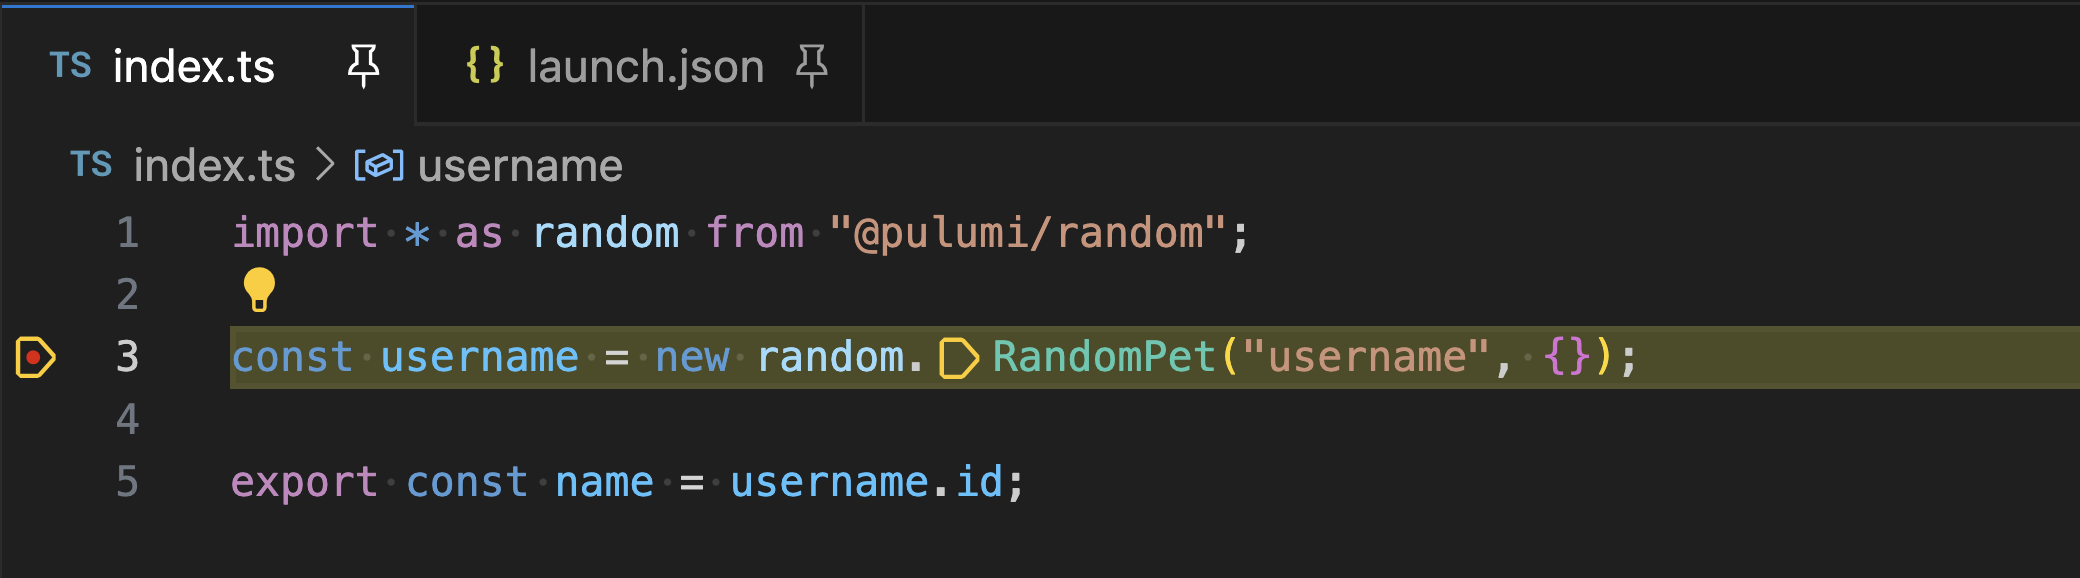 TS index.ts {} launch.json
TS index.ts > username
1 import * as random from "@pulumi/random";
2
3 const username = new random.RandomPet("username", {});
4
5 export const name = username.id;